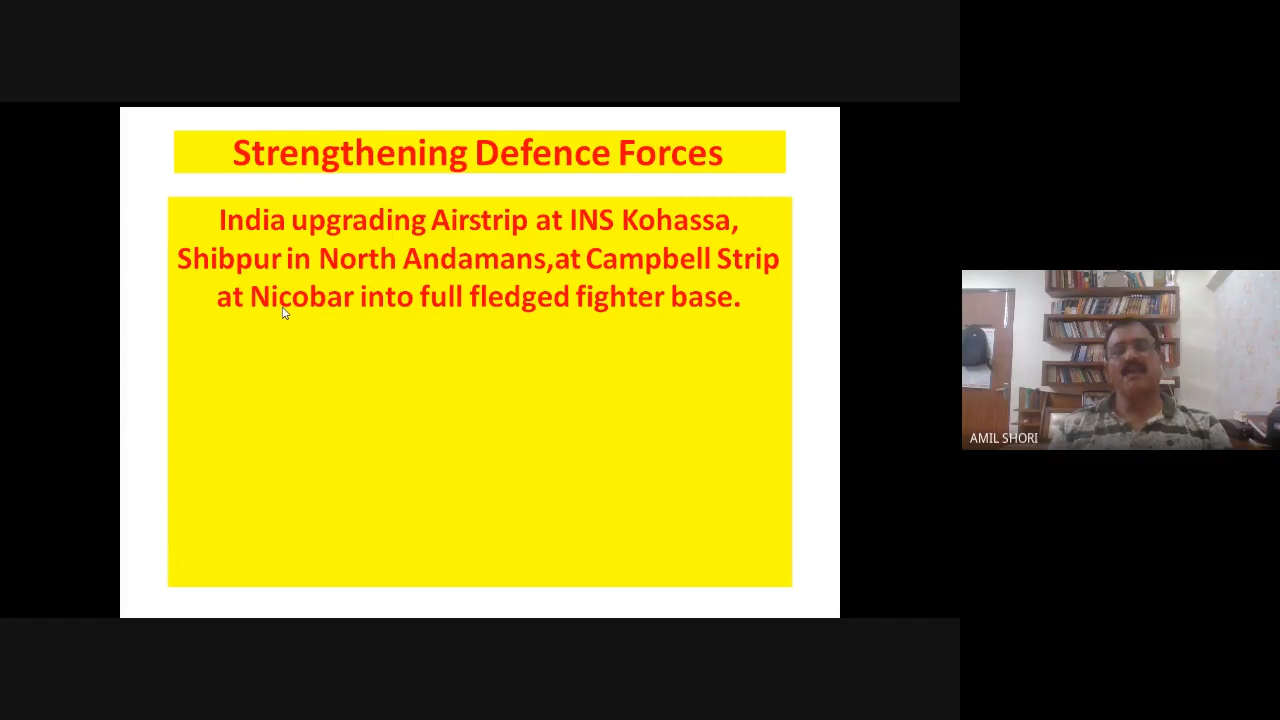 Strengthening Defence Forces
India upgrading Airstrip at INS Kohassa,
Shibpur in North Andamans,at Campbell Strip
at Nicobar into full fledged fighter base.
AMIL SHORI